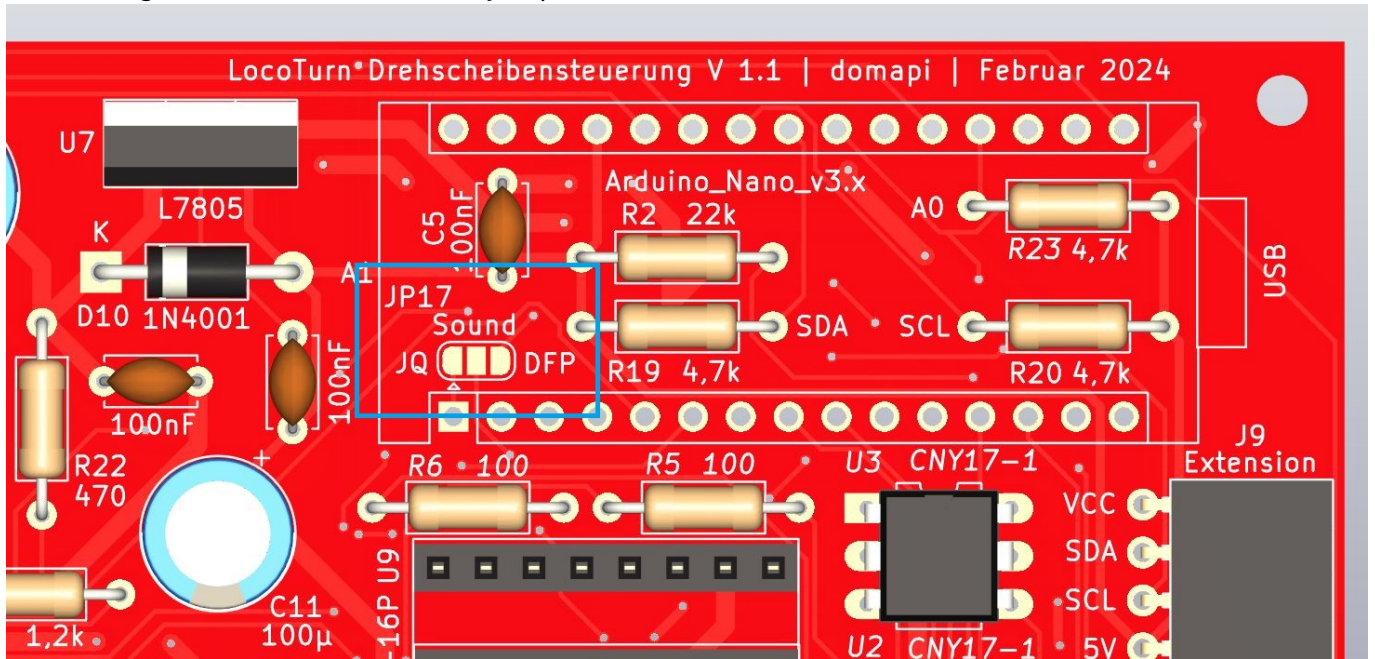 LocoTurn Drehscheibensteuerung V 1.1 | domapi | Februar 2024
U7
L7805
K
D10 1N4001
A1
C5
100nF
Arduino_Nano_v3.x
R2 22k
A0
R23 4,7k
USB
JP17
Sound
JQ
DFP
SDA
SCL
R19 4,7k
R20 4,7k
100nF
100nF
R22
470
R6 100
R5 100
U3 CNY17-1
J9
Extension
VCC
SDA
SCL
5V
C11
100µ
-16P U9
1,2k
U2 CNY17-1